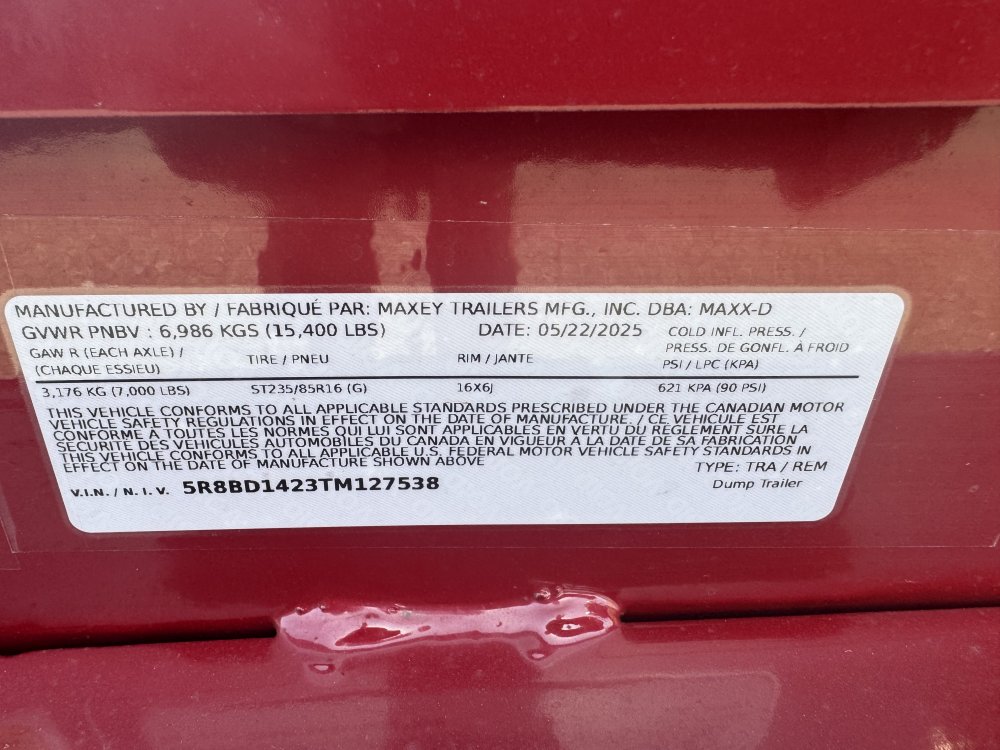 MANUFACTURED BY / FABRIQUÉ PAR: MAXEY TRAILERS MFG., INC. DBA: MAXX-D
GVWR PNBV : 6,986 KGS (15,400 LBS) DATE: 05/22/2025
GAW R (EACH AXLE) / (CHAQUE ESSIEU) TIRE / PNEU RIM / JANTE COLD INFL. PRESS. / PRESS. DE GONFL. À FROID PSI / LPC (KPA)
3,176 KG (7,000 LBS) ST235/85R16 (G) 16X6J 621 KPA (90 PSI)
THIS VEHICLE CONFORMS TO ALL APPLICABLE STANDARDS PRESCRIBED UNDER THE CANADIAN MOTOR
VEHICLE SAFETY REGULATIONS IN EFFECT ON THE DATE OF MANUFACTURE. / CE VEHICULE EST
CONFORME A TOUTES LES NORMES QUI LUI SONT APPLICABLES EN VERTU DU REGLEMENT SURE LA
SECURITE DES VEHICULES AUTOMOBILES DU CANADA EN VIGUEUR A LA DATE DE SA FABRICATION
THIS VEHICLE CONFORMS TO ALL APPLICABLE U.S. FEDERAL MOTOR VEHICLE SAFETY STANDARDS IN
EFFECT ON THE DATE OF MANUFACTURE SHOWN ABOVE
TYPE: TRA / REM
V.I.N. / N. I. V. 5R8BD1423TM127538 Dump Trailer